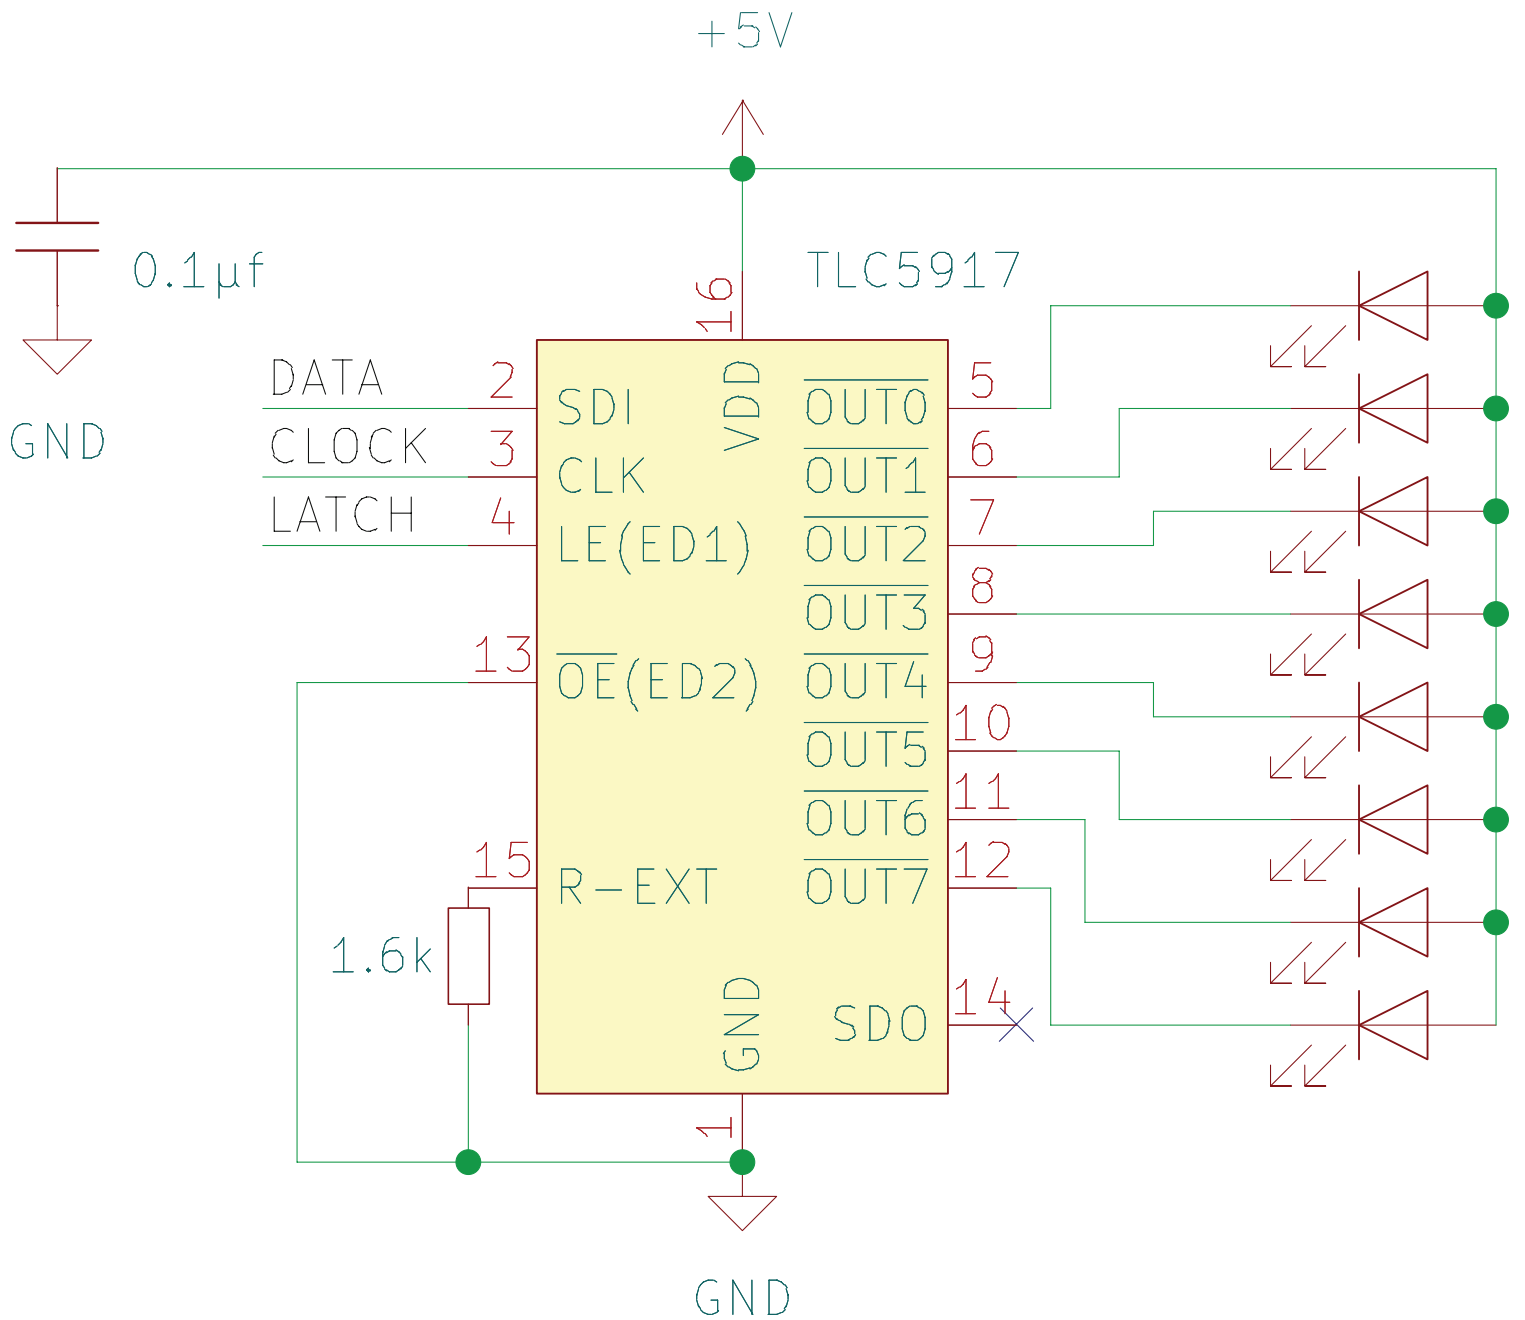 +5V
0.1µf
TLC5917
GND
16
DATA
2
SDI
VDD
OUT0
5
CLOCK
3
CLK
OUT1
6
LATCH
4
LE(ED1)
OUT2
7
OUT3
8
13
OE(ED2)
OUT4
9
OUT5
10
OUT6
11
15
R-EXT
OUT7
12
1.6k
GND
SDO
14
1
GND